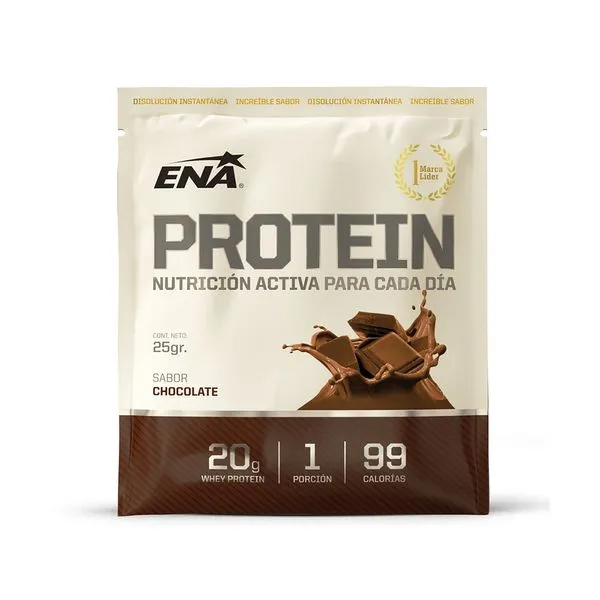 DISOLUCIÓN INSTANTÁNEA INCREÍBLE SABOR DISOLUCIÓN INSTANTÁNEA INCREÍBLE SABOR
ENA®
1 Marca
Líder
PROTEIN
NUTRICIÓN ACTIVA PARA CADA DÍA
CONT. NETO:
25gr.
SABOR
CHOCOLATE
20g 1 99
WHEY PROTEIN PORCIÓN CALORÍAS